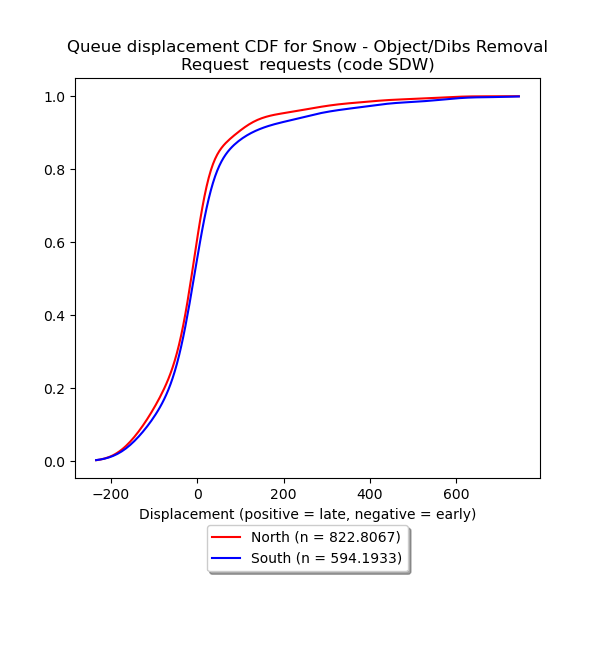 Queue displacement CDF for Snow - Object/Dibs Removal
Request  requests (code SDW)
1.0
0.8
0.6
0.4
0.2
0.0
−200 0 200 400 600
Displacement (positive = late, negative = early)
North (n = 822.8067)
South (n = 594.1933)